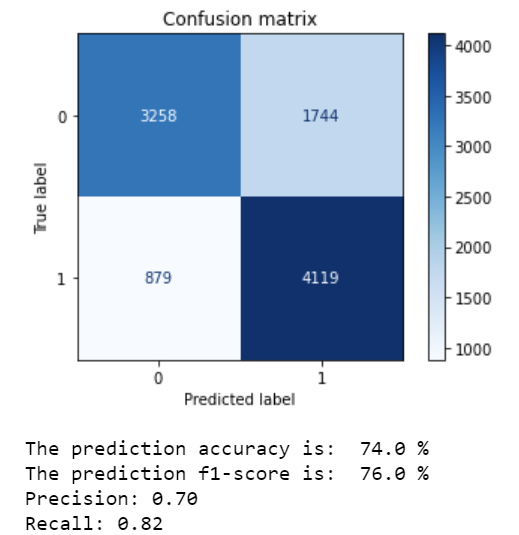 Confusion matrix
4000
0 3258 1744
3500
3000
True label
2500
2000
1 879 4119
1500
1000
0 1
Predicted label
The prediction accuracy is: 74.0 %
The prediction f1-score is: 76.0 %
Precision: 0.70
Recall: 0.82